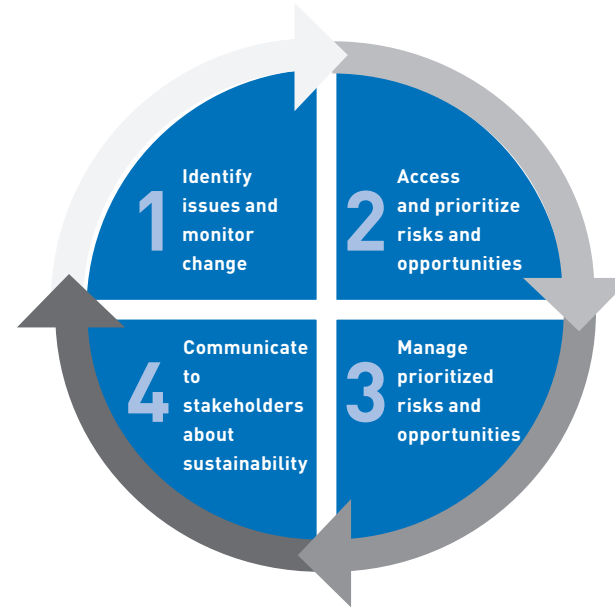 1
Identify
issues and
monitor
change
2
Access
and prioritize
risks and
opportunities
3
Manage
prioritized
risks and
opportunities
4
Communicate
to
stakeholders
about
sustainability